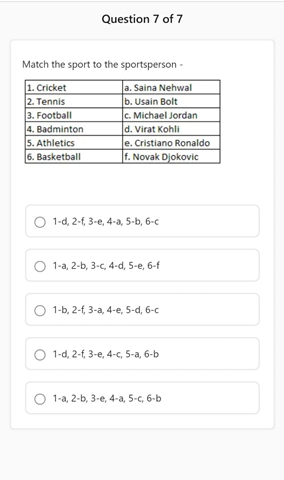 Question 7 of 7
Match the sport to the sportsperson -
1. Cricket a. Saina Nehwal
2. Tennis b. Usain Bolt
3. Football c. Michael Jordan
4. Badminton d. Virat Kohli
5. Athletics e. Cristiano Ronaldo
6. Basketball f. Novak Djokovic
1-d, 2-f, 3-e, 4-a, 5-b, 6-c
1-a, 2-b, 3-c, 4-d, 5-e, 6-f
1-b, 2-f, 3-a, 4-e, 5-d, 6-c
1-d, 2-f, 3-e, 4-c, 5-a, 6-b
1-a, 2-b, 3-e, 4-a, 5-c, 6-b